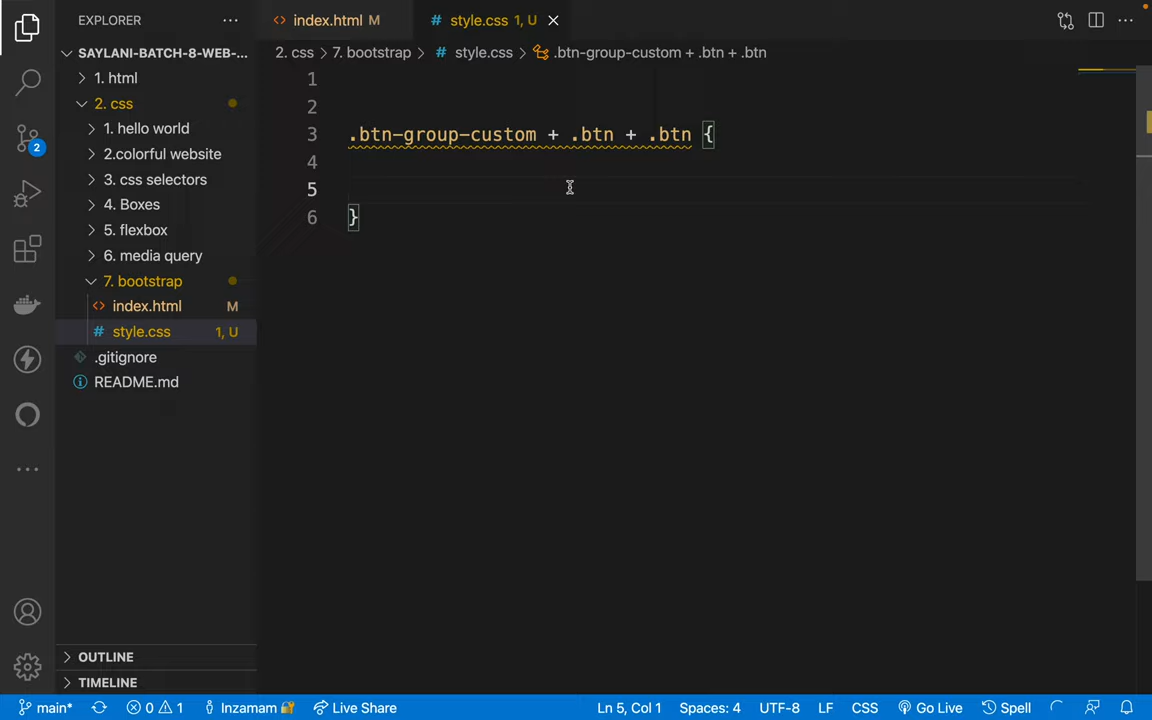 EXPLORER
SAYLANI-BATCH-8-WEB-...
1. html
2. css
1. hello world
2.colorful website
3. css selectors
4. Boxes
5. flexbox
6. media query
7. bootstrap
index.html M
style.css 1, U
.gitignore
README.md
OUTLINE
TIMELINE
index.html M
style.css 1, U
2. css > 7. bootstrap > # style.css > .btn-group-custom + .btn + .btn
1
2
3 .btn-group-custom + .btn + .btn {
4
5
6 }
2
main* 0 1 Inzamam Live Share Ln 5, Col 1 Spaces: 4 UTF-8 LF CSS Go Live Spell